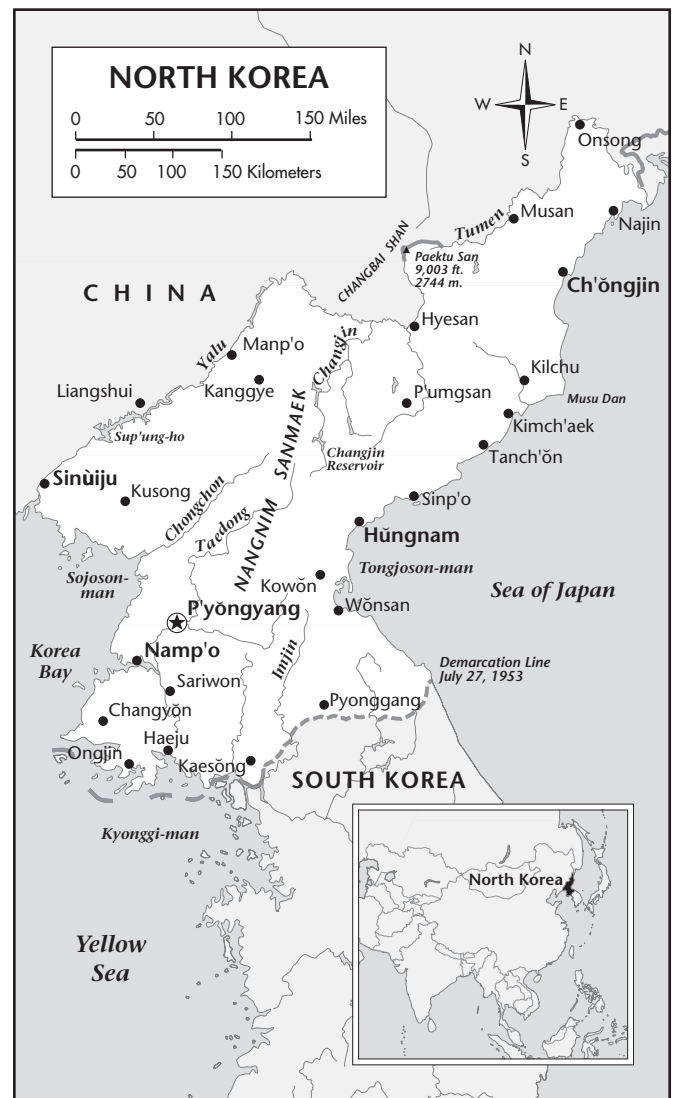 NORTH KOREA
0 50 100 150 Miles
0 50 100 150 Kilometers
N
W E
S
Onsong
Musan
Tumen
Najin
CHANGBAI SHAN
Paektu San
9,003 ft.
2744 m.
Ch'ŏngjin
CHINA
Hyesan
Yalu
Manp'o
Changjin
Kilchu
Liangshui
Kanggye
P'umgsan
Musu Dan
Kimch'aek
Sup'ung-ho
NANGNIM SANMAEK
Changjin
Reservoir
Tanch'ŏn
Sinùiju
Kusong
Chongchon
Sinp'o
Taedong
Hŭngnam
Sojoson-
man
Kowŏn
Tongjoson-man
Sea of Japan
P'yŏngyang
Wŏnsan
Korea
Bay
Namp'o
Imjin
Demarcation Line
July 27, 1953
Sariwon
Changyŏn
Pyonggang
Haeju
Ongjin
Kaesŏng
SOUTH KOREA
Kyonggi-man
North Korea
Yellow
Sea